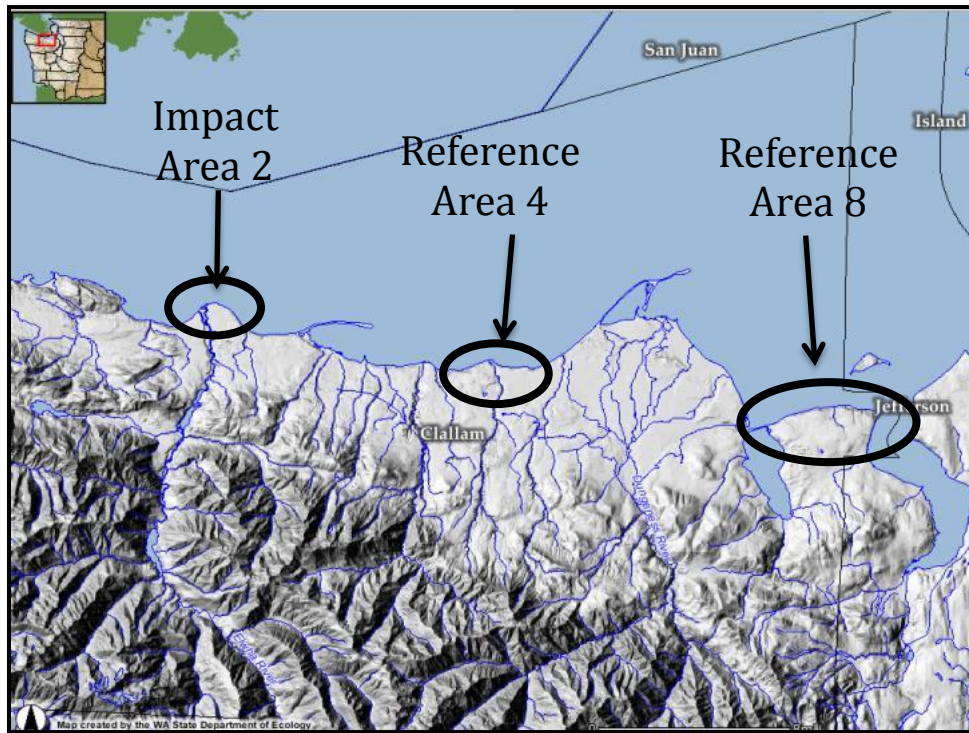 San Juan
Island
Impact
Area 2
Reference
Area 4
Reference
Area 8
Jefferson
Clallam
Dungeness River
Elwha River
Map created by the WA State Department of Ecology